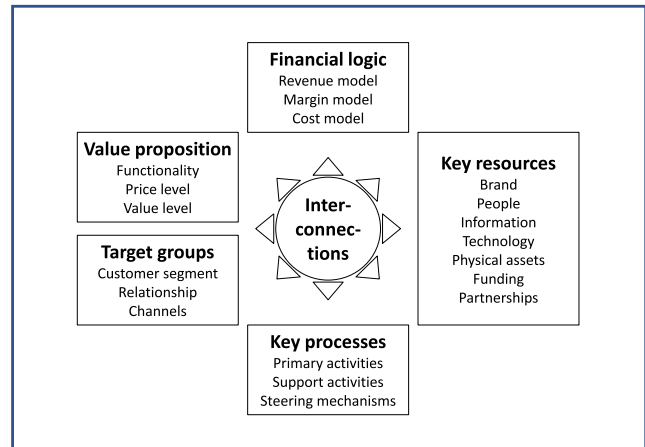 Financial logic
Revenue model
Margin model
Cost model
Value proposition
Functionality
Price level
Value level
Target groups
Customer segment
Relationship
Channels
Inter-
connec-
tions
Key resources
Brand
People
Information
Technology
Physical assets
Funding
Partnerships
Key processes
Primary activities
Support activities
Steering mechanisms